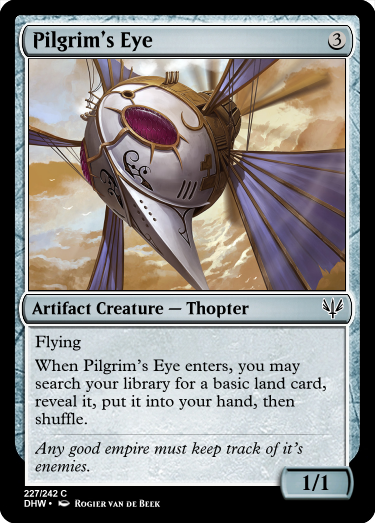 Pilgrim's Eye 3
Artifact Creature — Thopter
Flying
When Pilgrim's Eye enters, you may
search your library for a basic land card,
reveal it, put it into your hand, then
shuffle.
Any good empire must keep track of it's
enemies.
1/1
227/242 C
DHW • Rogier van de Beek